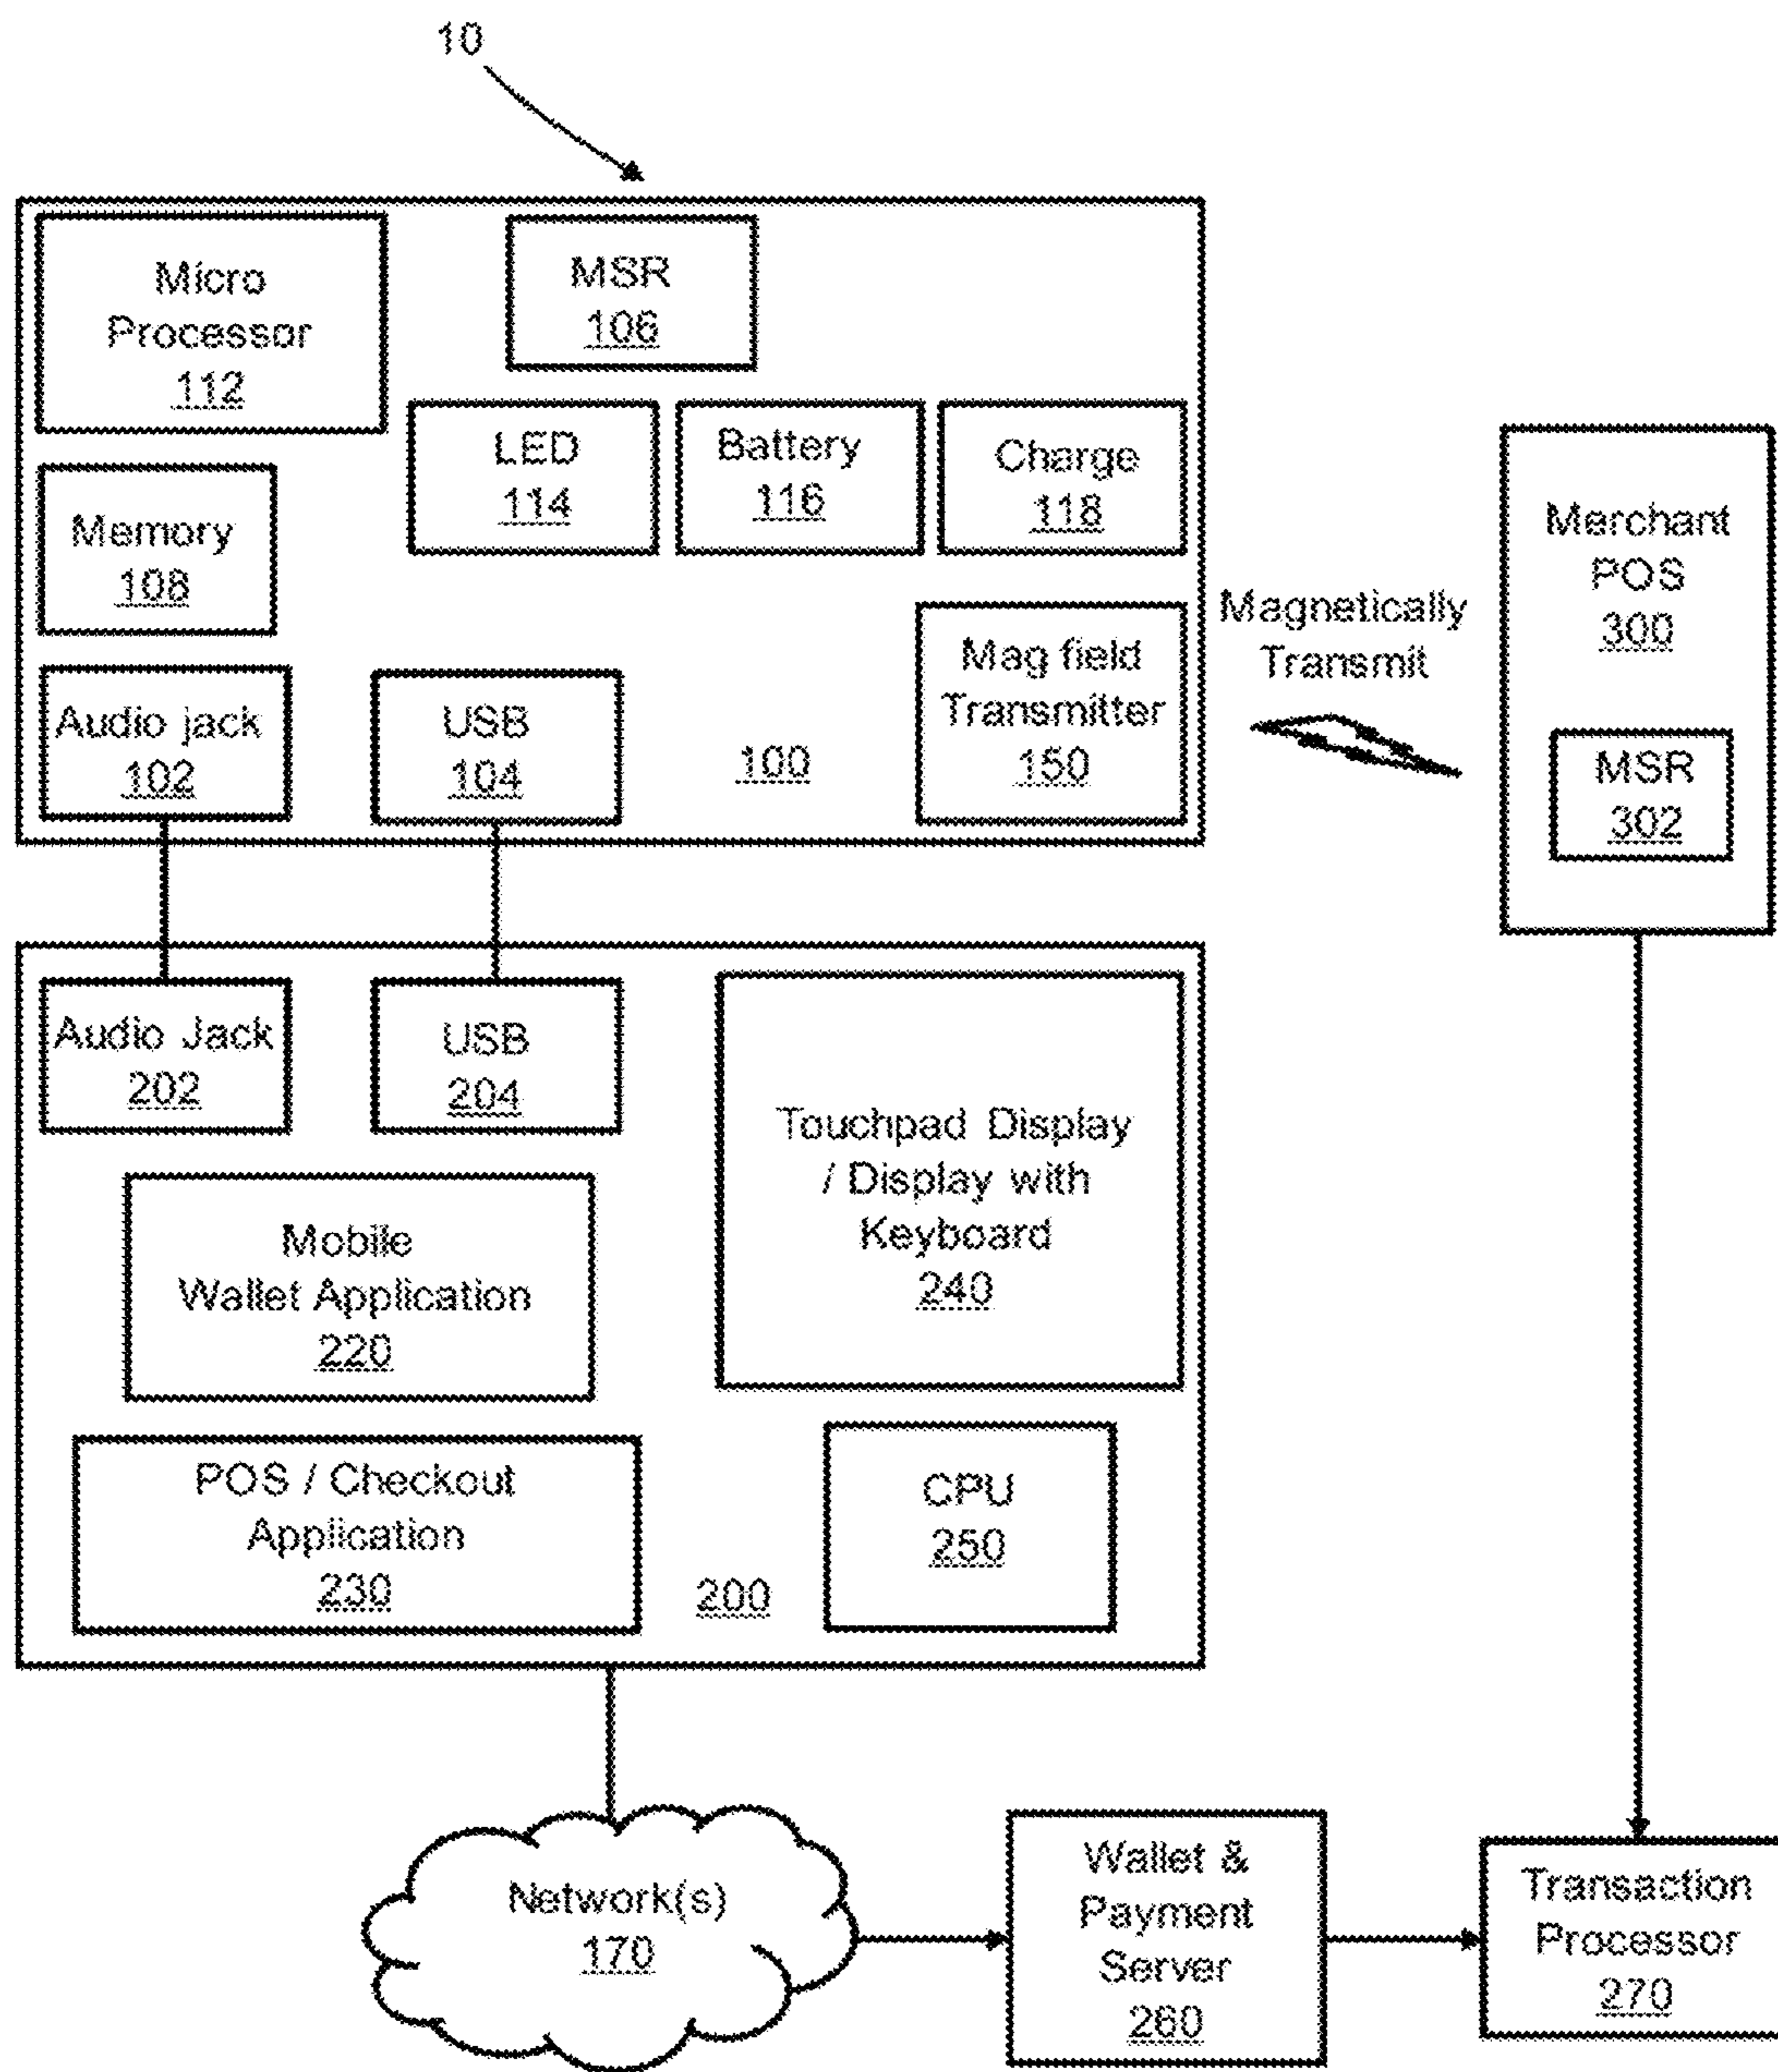 10
Micro
Processor
112
MSR
106
LED
114
Battery
116
Charge
118
Memory
108
Audio jack
102
USB
104
100
Mag field
Transmitter
150
Magnetically
Transmit
Merchant
POS
300
MSR
302
Audio Jack
202
USB
204
Touchpad Display
/ Display with
Keyboard
240
Mobile
Wallet Application
220
POS / Checkout
Application
230
200
CPU
250
Network(s)
170
Wallet &
Payment
Server
260
Transaction
Processor
270